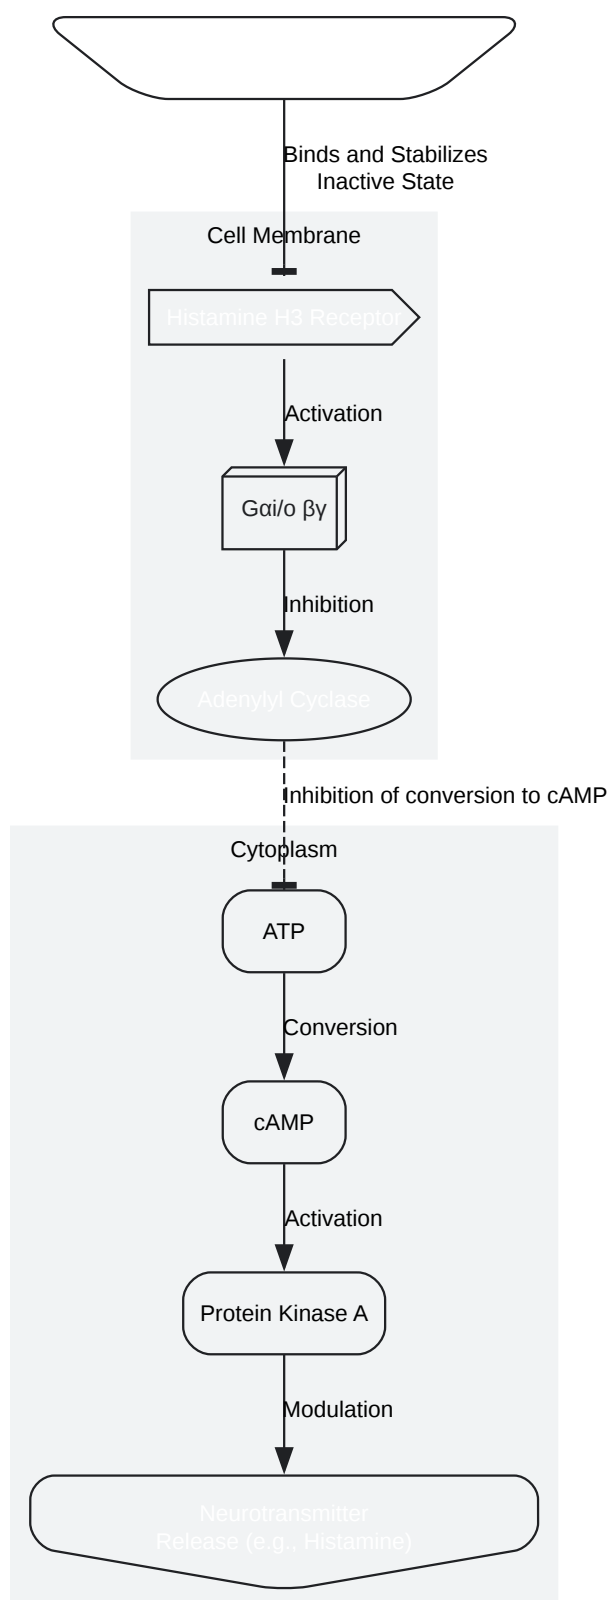 Binds and Stabilizes
Inactive State
Cell Membrane
Histamine H3 Receptor
Activation
Gαi/o βγ
Inhibition
Adenylyl Cyclase
Inhibition of conversion to cAMP
Cytoplasm
ATP
Conversion
cAMP
Activation
Protein Kinase A
Modulation
Neurotransmitter
Release (e.g., Histamine)